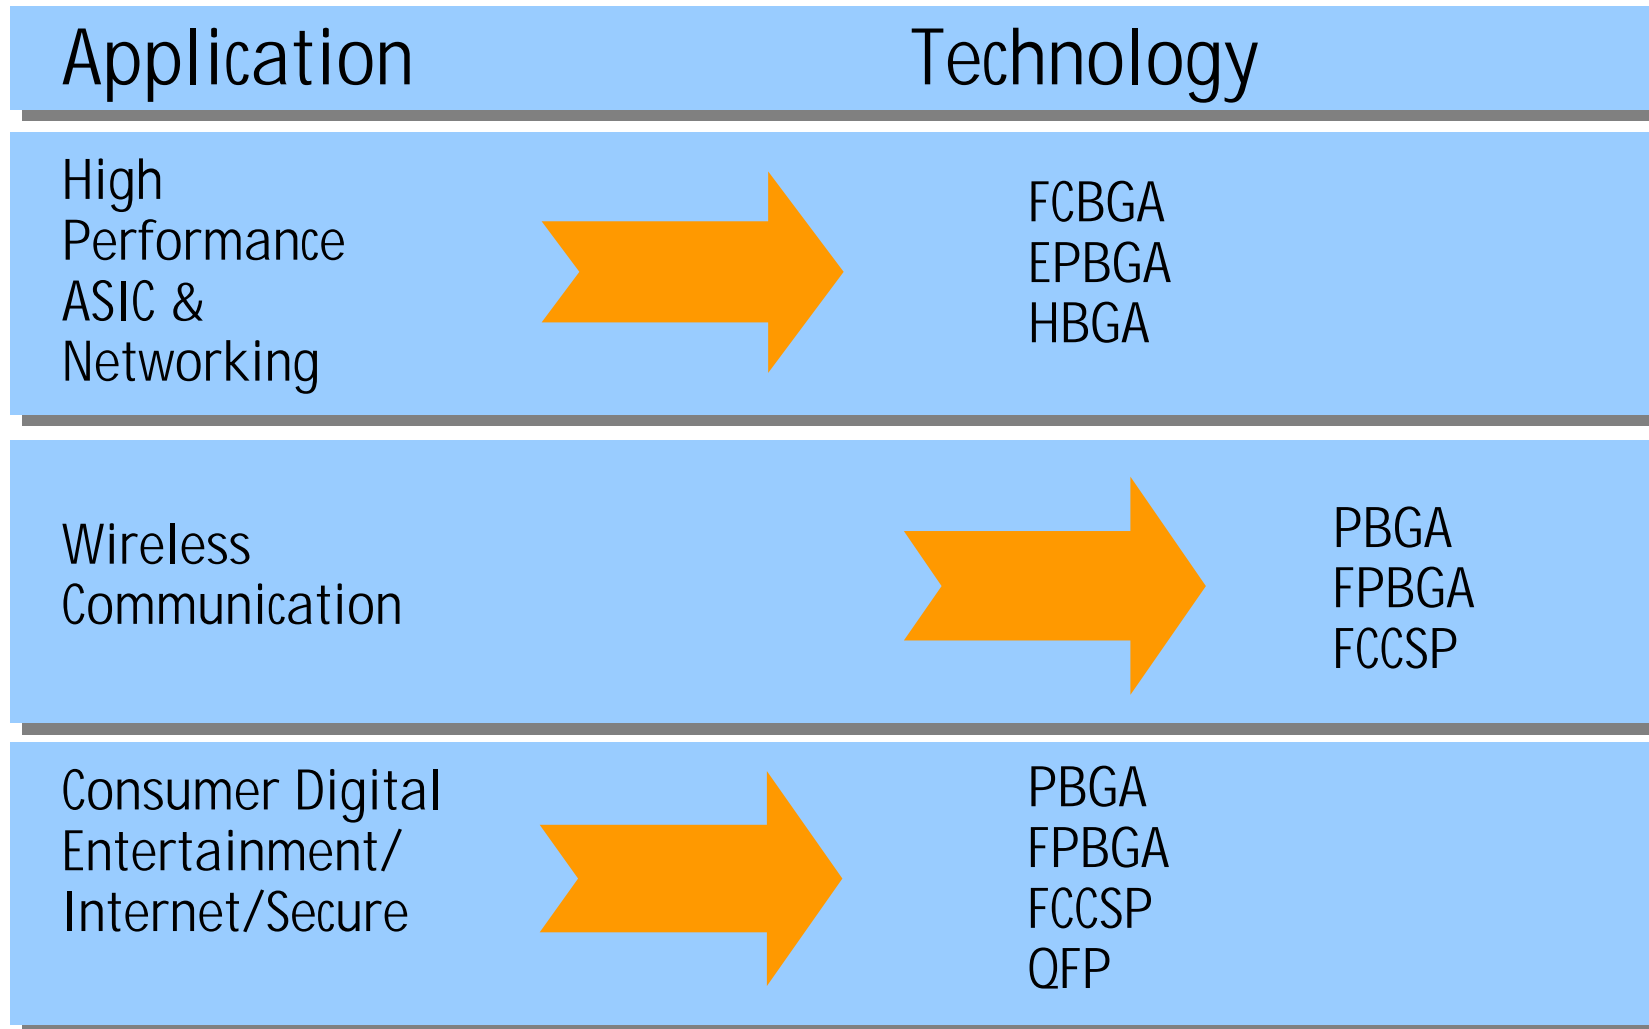 Application
Technology
High
Performance
ASIC &
Networking
FCBGA
EPBGA
HBGA
Wireless
Communication
PBGA
FPBGA
FCCSP
Consumer Digital
Entertainment/
Internet/Secure
PBGA
FPBGA
FCCSP
QFP